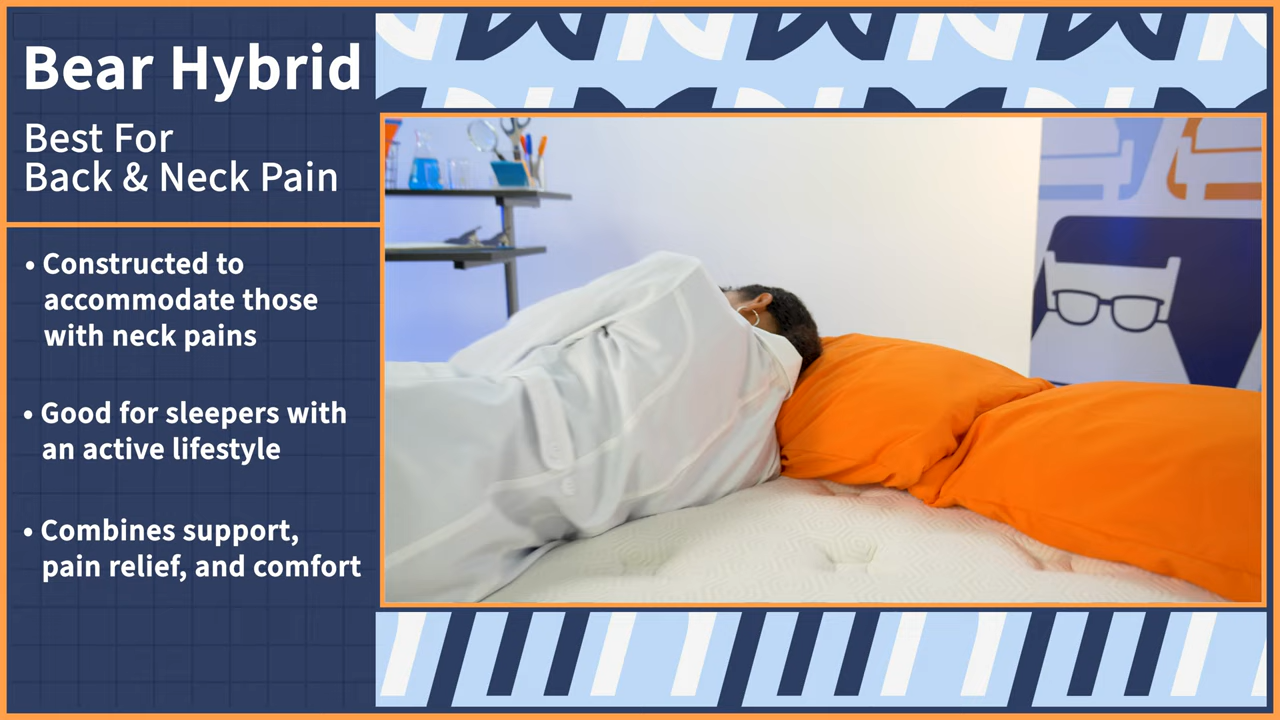 Bear Hybrid
Best For
Back & Neck Pain
• Constructed to
accommodate those
with neck pains
• Good for sleepers with
an active lifestyle
• Combines support,
pain relief, and comfort